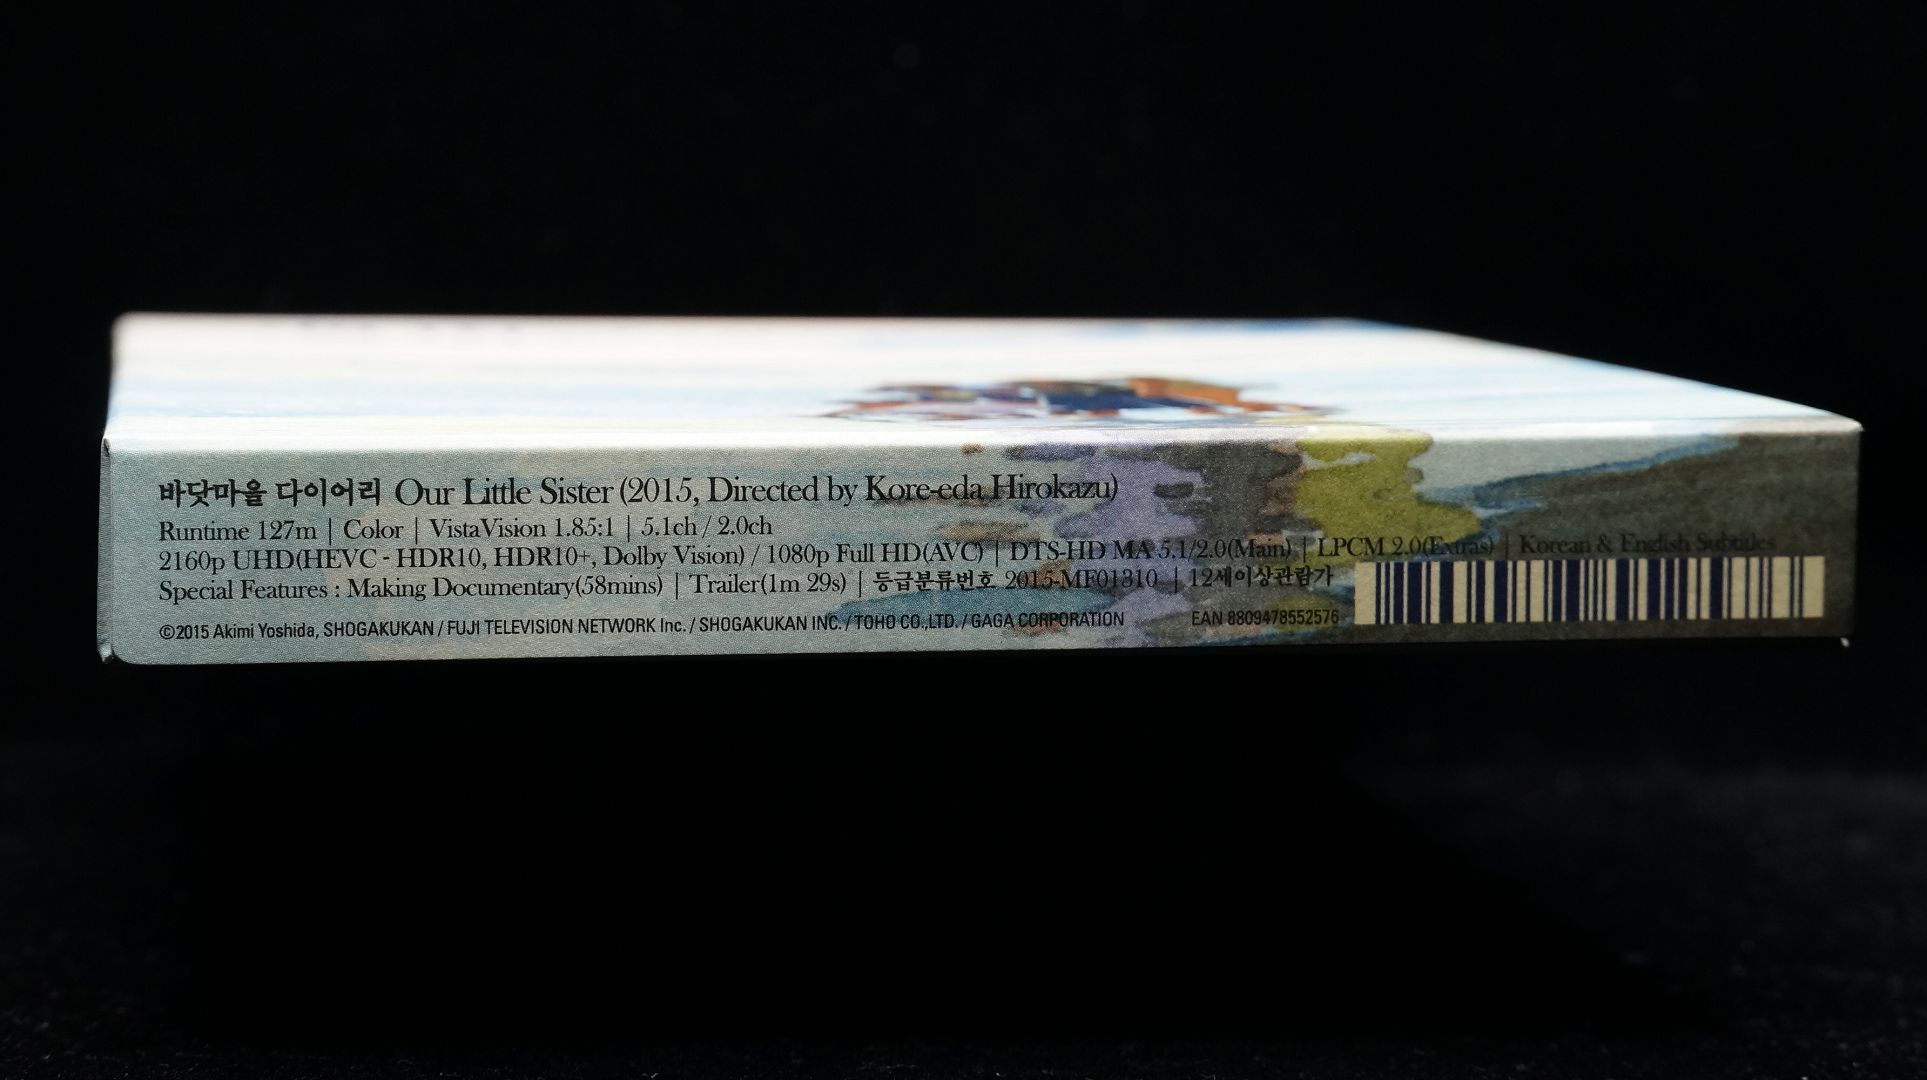 바닷마을 다이어리 Our Little Sister (2015, Directed by Kore-eda Hirokazu)
Runtime 127m | Color | VistaVision 1.85:1 | 5.1ch / 2.0ch
2160p UHD(HEVC - HDR10, HDR10+, Dolby Vision) / 1080p Full HD(AVC) | DTS-HD MA 5.1/2.0(Main) | LPCM 2.0(Extras) | Korean & English Subtitles
Special Features : Making Documentary(58mins) | Trailer(1m 29s) | 등급분류번호 2015-MF01310 | 12세이상관람가
©2015 Akimi Yoshida, SHOGAKUKAN / FUJI TELEVISION NETWORK Inc. / SHOGAKUKAN INC. / TOHO CO.,LTD. / GAGA CORPORATION EAN 8809478552576